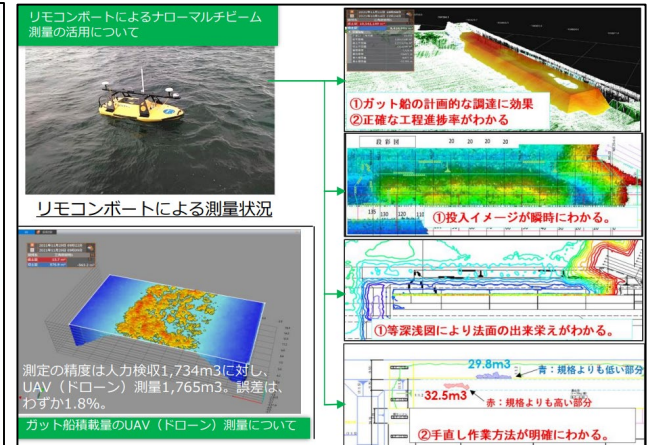 リモコンボートによるナローマルチビーム
測量の活用について
リモコンボートによる測量状況
測定の精度は人力検収1,734m3に対し、
UAV（ドローン）測量1,765m3。誤差は、
わずか1.8%。
ガット船積載量のUAV（ドローン）測量について
①ガット船の計画的な調達に効果
②正確な工程進捗率がわかる
段彩図
20 20 20 20
①投入イメージが瞬時にわかる。
①等深浅図により法面の出来栄えがわかる。
29.8m3
青：規格よりも低い部分
32.5m3
赤：規格よりも高い部分
②手直し作業方法が明確にわかる。